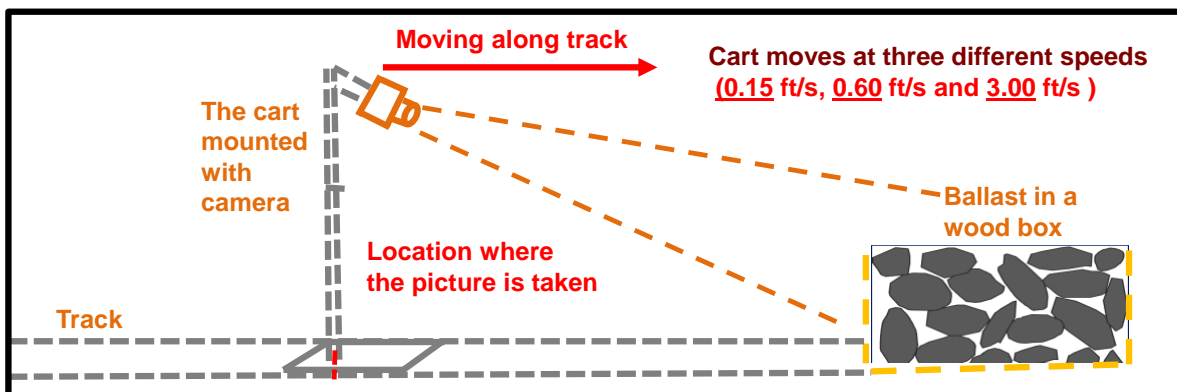 Moving along track
Cart moves at three different speeds
(0.15 ft/s, 0.60 ft/s and 3.00 ft/s )
The cart
mounted
with
camera
Ballast in a
wood box
Location where
the picture is taken
Track